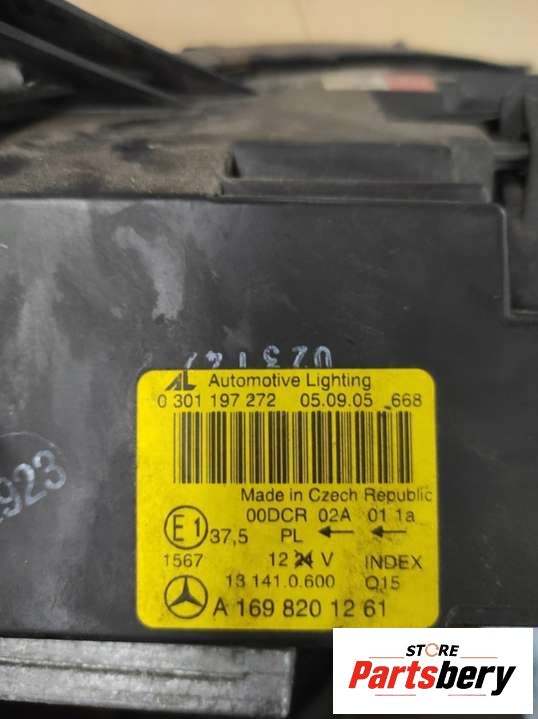 AL Automotive Lighting
0 301 197 272 05.09.05 668
Made in Czech Republic
00DCR 02A 01 1a
E1 37,5 PL ← ←
1567 12 24 V INDEX
13 141.0.600 Q15
A 169 820 12 61
923
STORE
Partsbery